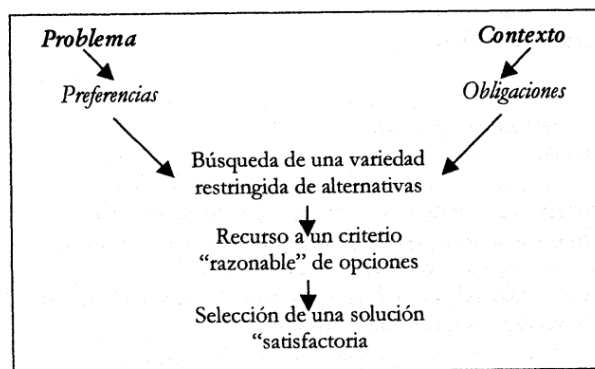 Problema
Contexto
Preferencias
Obligaciones
Búsqueda de una variedad
restringida de alternativas
Recurso a un criterio
“razonable” de opciones
Selección de una solución
“satisfactoria